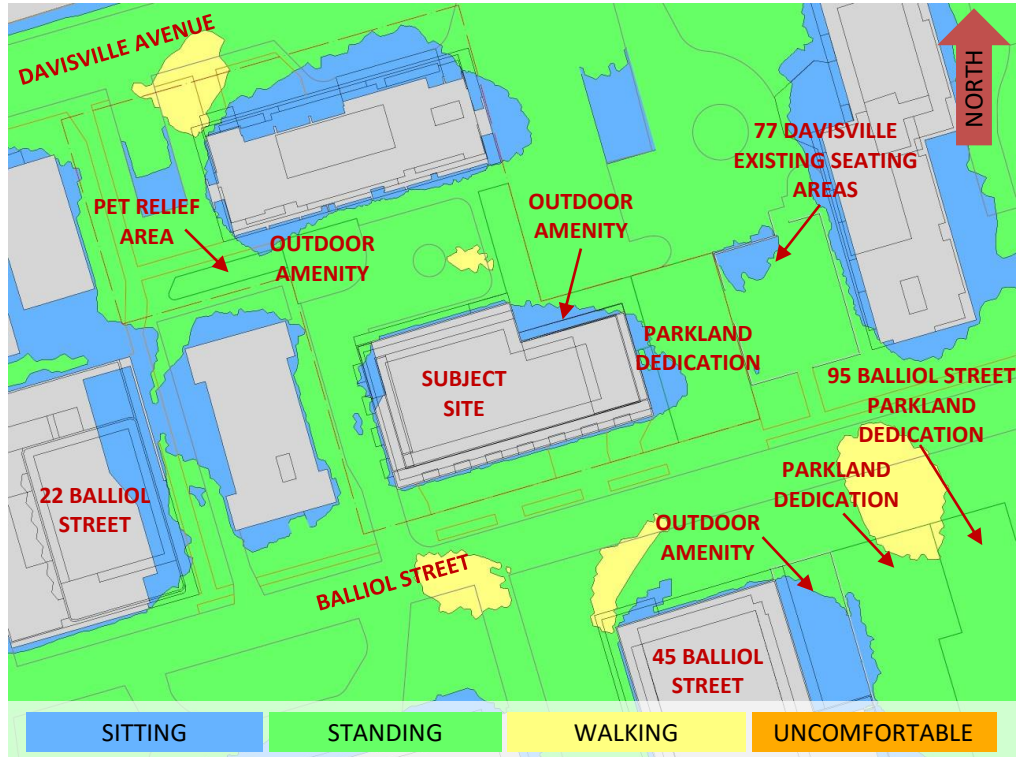 DAVISVILLE AVENUE
NORTH
77 DAVISVILLE
EXISTING SEATING
AREAS
PET RELIEF
AREA
OUTDOOR
AMENITY
OUTDOOR
AMENITY
PARKLAND
DEDICATION
SUBJECT
SITE
95 BALLIOL STREET
PARKLAND
DEDICATION
PARKLAND
DEDICATION
22 BALLIOL
STREET
OUTDOOR
AMENITY
BALLIOL STREET
45 BALLIOL
STREET
SITTING
STANDING
WALKING
UNCOMFORTABLE